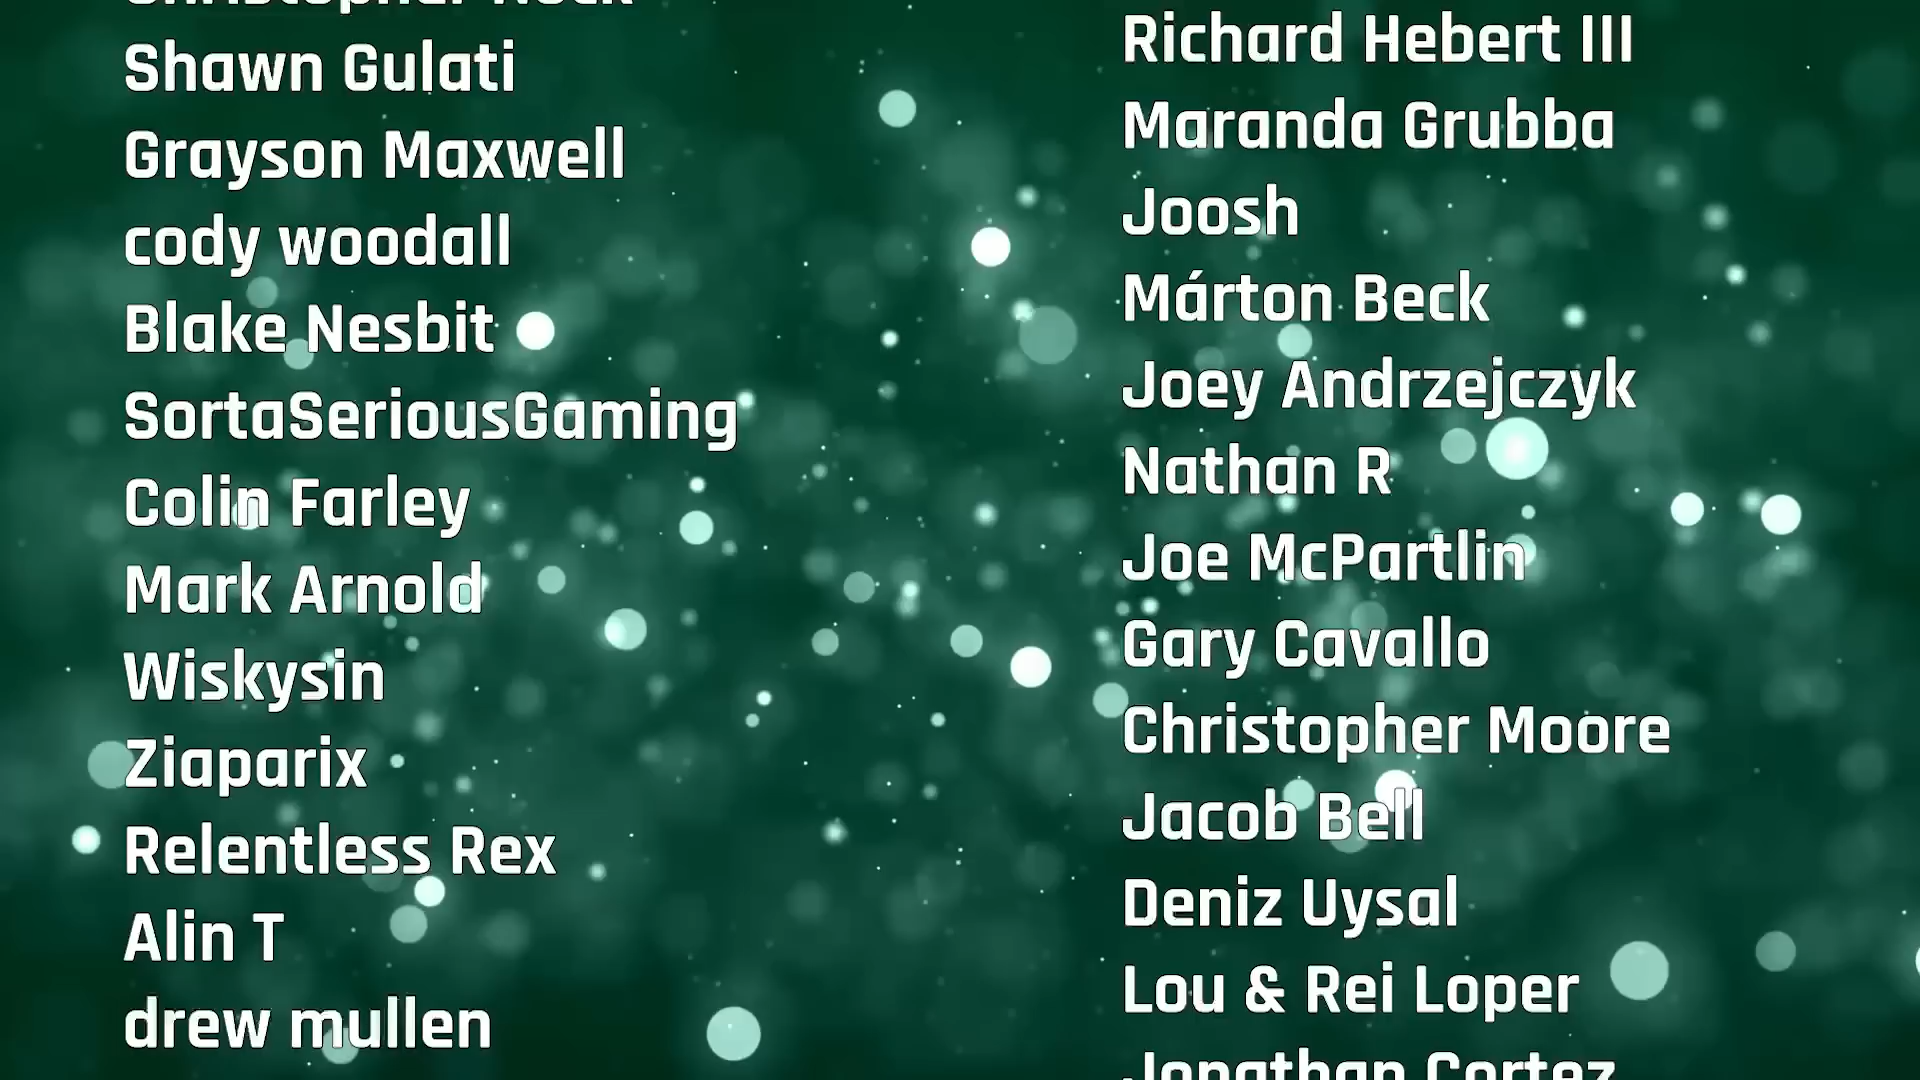 Shawn Gulati
Grayson Maxwell
cody woodall
Blake Nesbit
SortaSeriousGaming
Colin Farley
Mark Arnold
Wiskysin
Ziaparix
Relentless Rex
Alin T
drew mullen
Richard Hebert III
Maranda Grubba
Joosh
Márton Beck
Joey Andrzejczyk
Nathan R
Joe McPartlin
Gary Cavallo
Christopher Moore
Jacob Bell
Deniz Uysal
Lou & Rei Loper
Jonathan Cortez